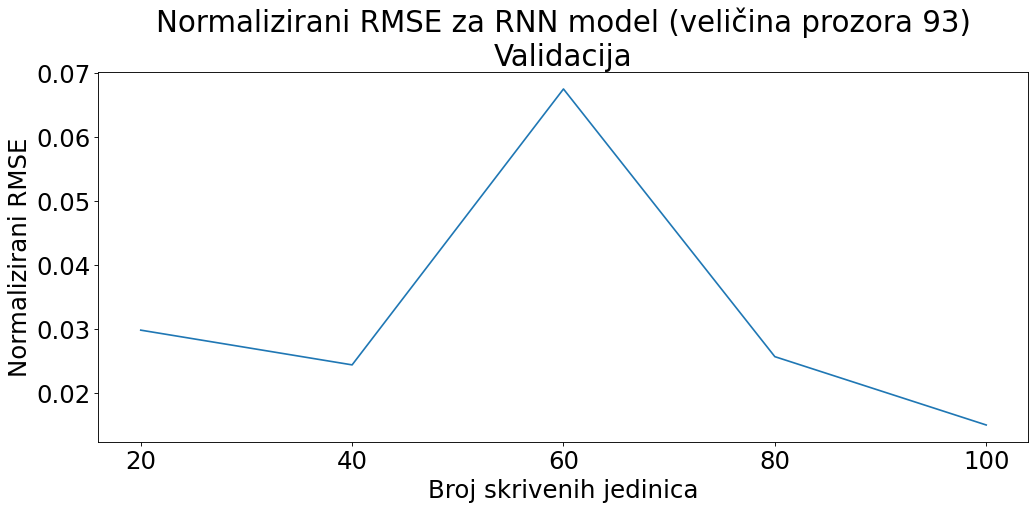 Normalizirani RMSE za RNN model (veličina prozora 93)
Validacija
Normalizirani RMSE
0.07
0.06
0.05
0.04
0.03
0.02
20 40 60 80 100
Broj skrivenih jedinica